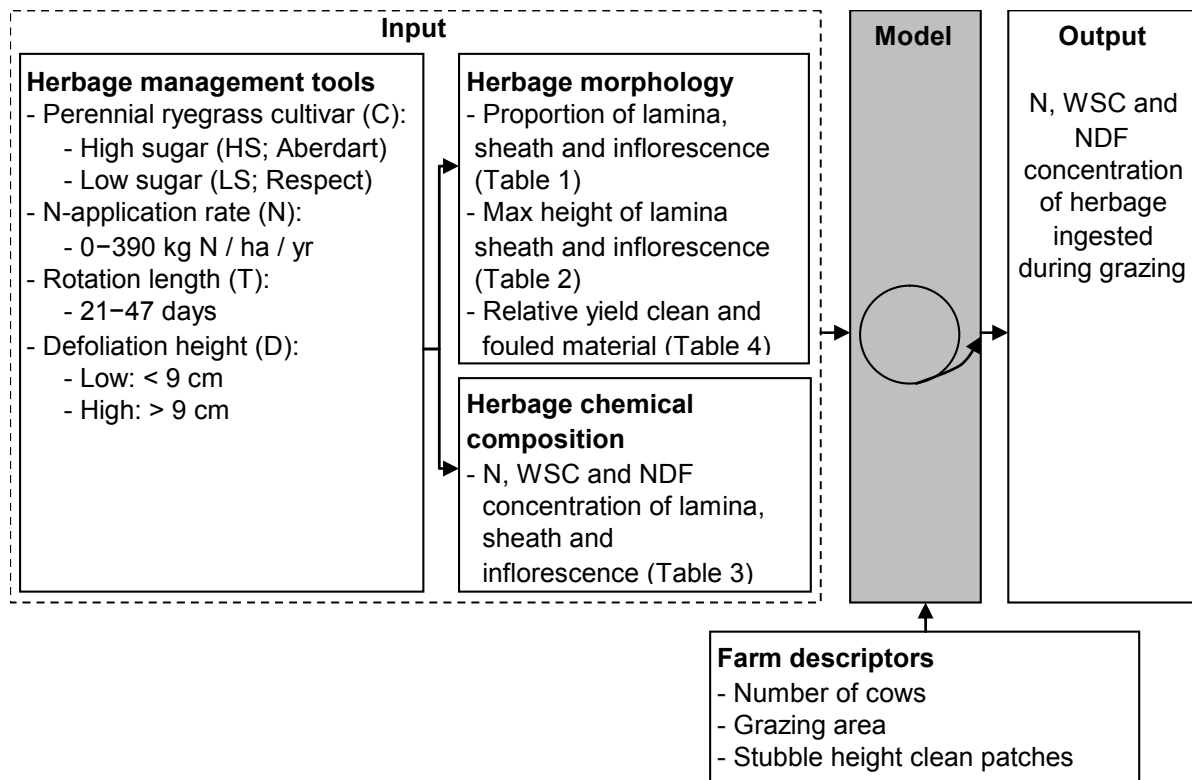 Input
Herbage management tools
- Perennial ryegrass cultivar (C):
- High sugar (HS; Aberdart)
- Low sugar (LS; Respect)
- N-application rate (N):
- 0−390 kg N / ha / yr
- Rotation length (T):
- 21−47 days
- Defoliation height (D):
- Low: < 9 cm
- High: > 9 cm
Herbage morphology
- Proportion of lamina,
sheath and inflorescence
(Table 1)
- Max height of lamina
sheath and inflorescence
(Table 2)
- Relative yield clean and
fouled material (Table 4)
Herbage chemical
composition
- N, WSC and NDF
concentration of lamina,
sheath and
inflorescence (Table 3)
Model
Output
N, WSC and
NDF
concentration
of herbage
ingested
during grazing
Farm descriptors
- Number of cows
- Grazing area
- Stubble height clean patches